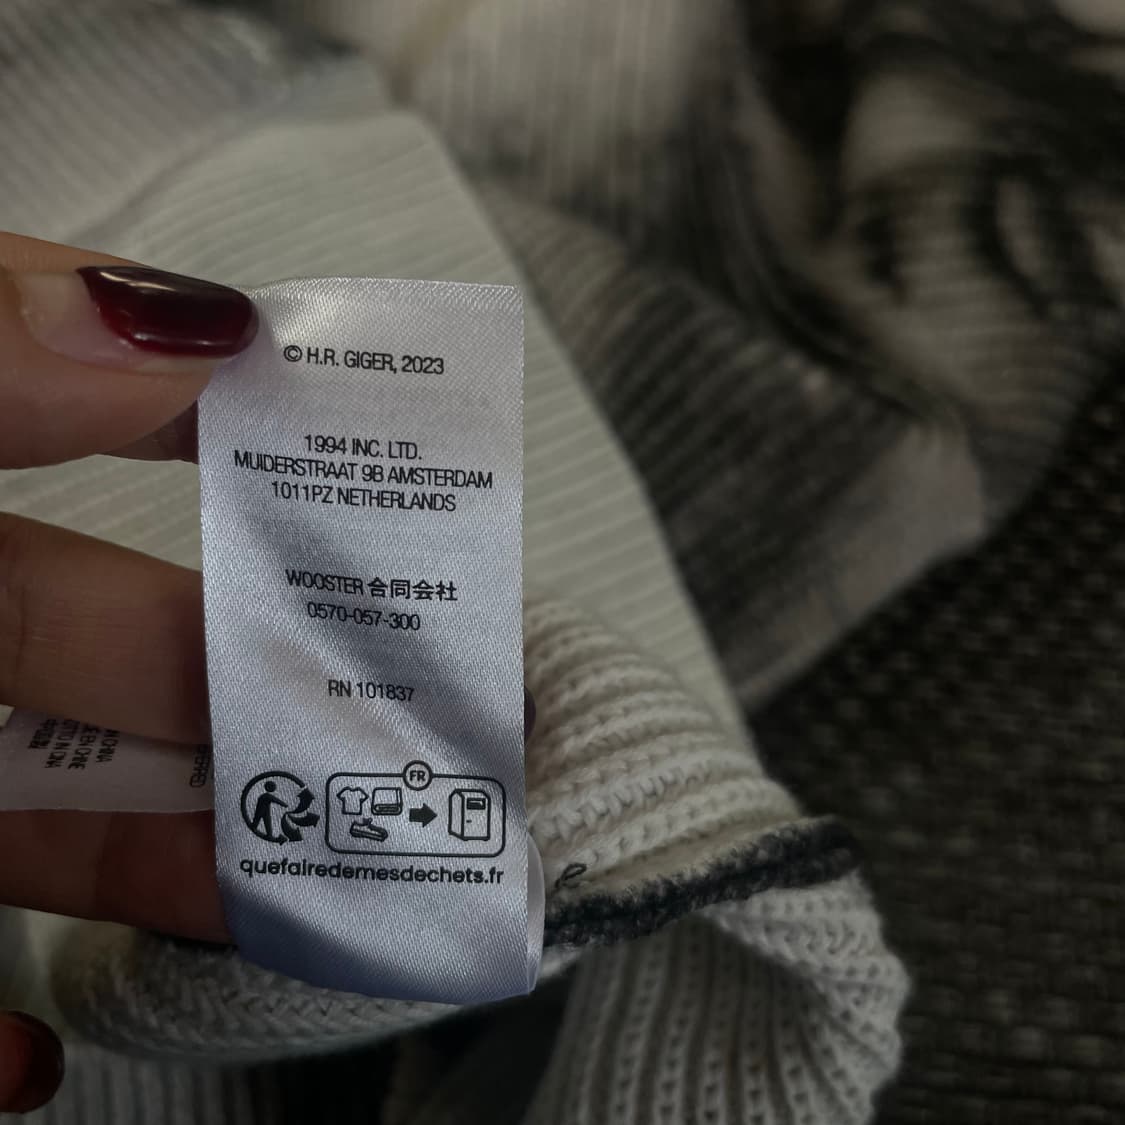 © H.R. GIGER, 2023
1994 INC. LTD.
MUIDERSTRAAT 9B AMSTERDAM
1011PZ NETHERLANDS
WOOSTER 合同会社
0570-057-300
RN 101837
FR
quefairedemesdechets.fr